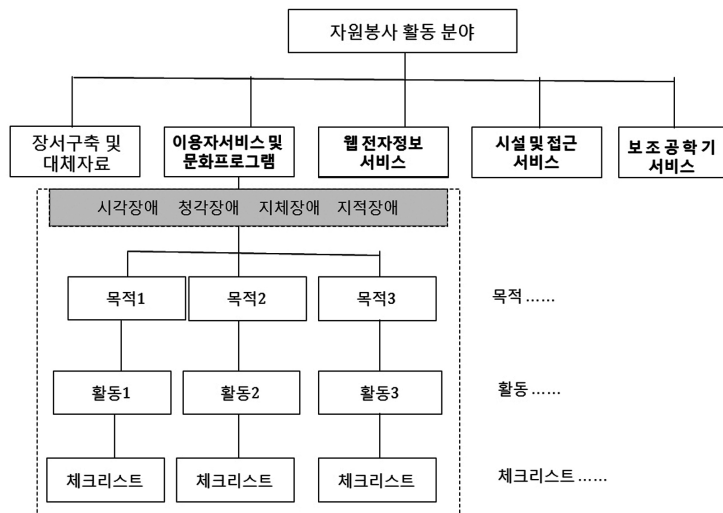 자원봉사 활동 분야
장서구축 및
대체자료
이용자서비스 및
문화프로그램
웹 전자정보
서비스
시설 및 접근
서비스
보 조 공 학 기
서비스
시각장애 청각장애 지체장애 지적장애
목적1 목적2 목적3 목적 ……
활동1 활동2 활동3 활동 ……
체크리스트 체크리스트 체크리스트 체크리스트 ……